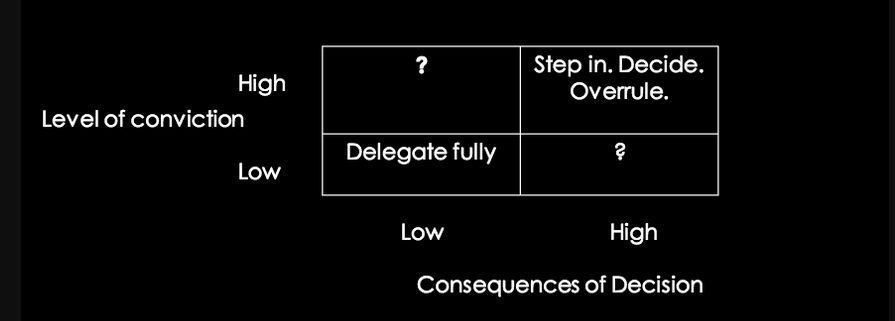 ?
Step in. Decide.
Overrule.
High
Level of conviction
Delegate fully
?
Low
Low
High
Consequences of Decision